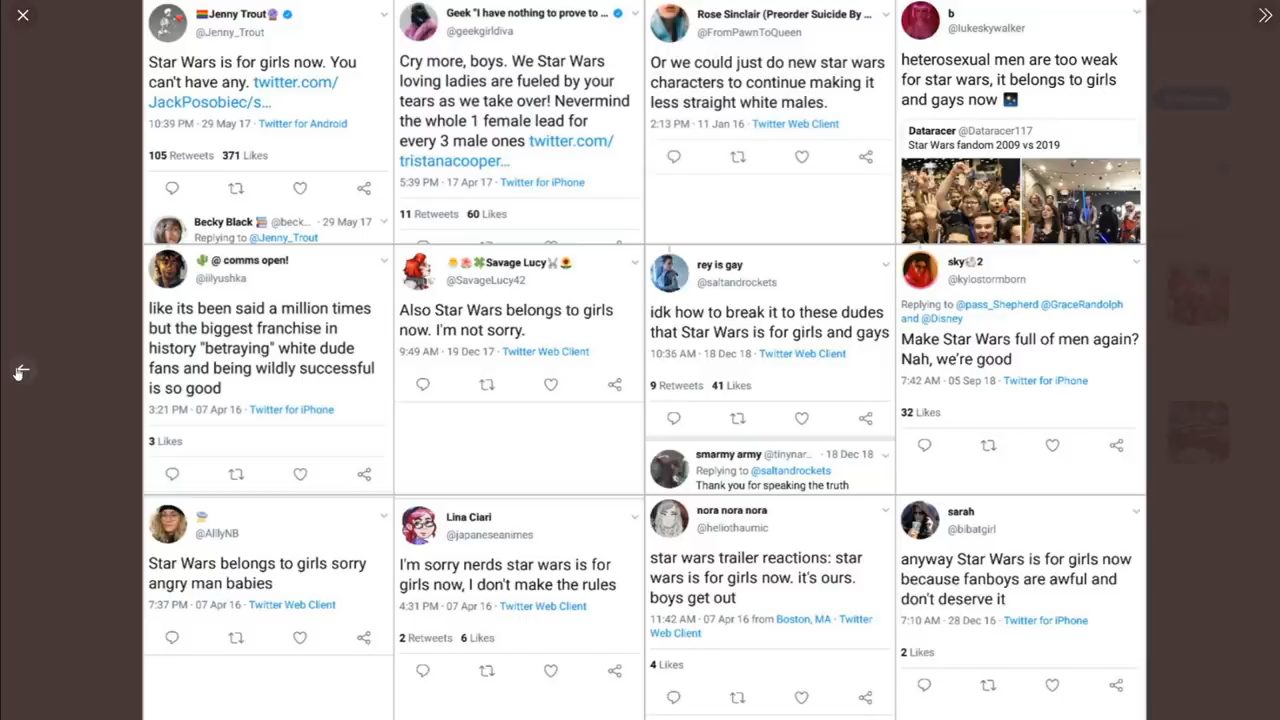 Jenny Trout
@Jenny_Trout
Star Wars is for girls now. You
can't have any. twitter.com/
JackPosobiec/s...
10:39 PM · 29 May 17 · Twitter for Android
105 Retweets 371 Likes
Becky Black @beck... · 29 May 17
Replying to @Jenny_Trout
Geek "I have nothing to prove to ...
@geekgirldiva
Cry more, boys. We Star Wars
loving ladies are fueled by your
tears as we take over! Nevermind
the whole 1 female lead for
every 3 male ones twitter.com/
tristanacooper...
5:39 PM · 17 Apr 17 · Twitter for iPhone
11 Retweets 60 Likes
Rose Sinclair (Preorder Suicide By ...
@FromPawnToQueen
Or we could just do new star wars
characters to continue making it
less straight white males.
2:13 PM · 11 Jan 16 · Twitter Web Client
b
@lukeskywalker
heterosexual men are too weak
for star wars, it belongs to girls
and gays now
Dataracer @Dataracer117
Star Wars fandom 2009 vs 2019
@ comms open!
@illyushka
like its been said a million times
but the biggest franchise in
history "betraying" white dude
fans and being wildly successful
is so good
3:21 PM · 07 Apr 16 · Twitter for iPhone
3 Likes
Savage Lucy
@SavageLucy42
Also Star Wars belongs to girls
now. I'm not sorry.
9:49 AM · 19 Dec 17 · Twitter Web Client
rey is gay
@saltandrockets
idk how to break it to these dudes
that Star Wars is for girls and gays
10:36 AM · 18 Dec 18 · Twitter Web Client
9 Retweets 41 Likes
smarmy army @tinynar... · 18 Dec 18
Replying to @saltandrockets
Thank you for speaking the truth
sky 2
@kylostormborn
Replying to @pass_Shepherd @GraceRandolph
and @Disney
Make Star Wars full of men again?
Nah, we're good
7:42 AM · 05 Sep 18 · Twitter for iPhone
32 Likes
@AlllyNB
Star Wars belongs to girls sorry
angry man babies
7:37 PM · 07 Apr 16 · Twitter Web Client
Lina Ciari
@japaneseanimes
I'm sorry nerds star wars is for
girls now, I don't make the rules
4:31 PM · 07 Apr 16 · Twitter Web Client
2 Retweets 6 Likes
nora nora nora
@heliothaumic
star wars trailer reactions: star
wars is for girls now. it's ours.
boys get out
11:42 AM · 07 Apr 16 from Boston, MA · Twitter
Web Client
4 Likes
sarah
@bibatgirl
anyway Star Wars is for girls now
because fanboys are awful and
don't deserve it
7:10 AM · 28 Dec 16 · Twitter for iPhone
2 Likes